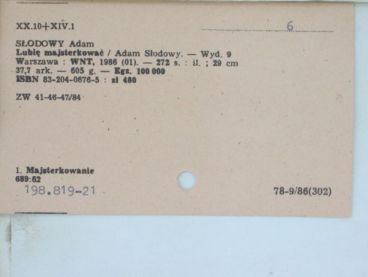 XX.10+XIV.1
6
SŁODOWY Adam
Lubię majsterkować / Adam Słodowy. — Wyd. 9
Warszawa : WNT, 1986 (01). — 272 s. : il. ; 29 cm
37,7 ark. — 605 g. — Egz. 100 000
ISBN 83-204-0676-5 : zł 480
ZW 41-46-47/84
1. Majsterkowanie
689:62
198.819-21
78-9/86(302)